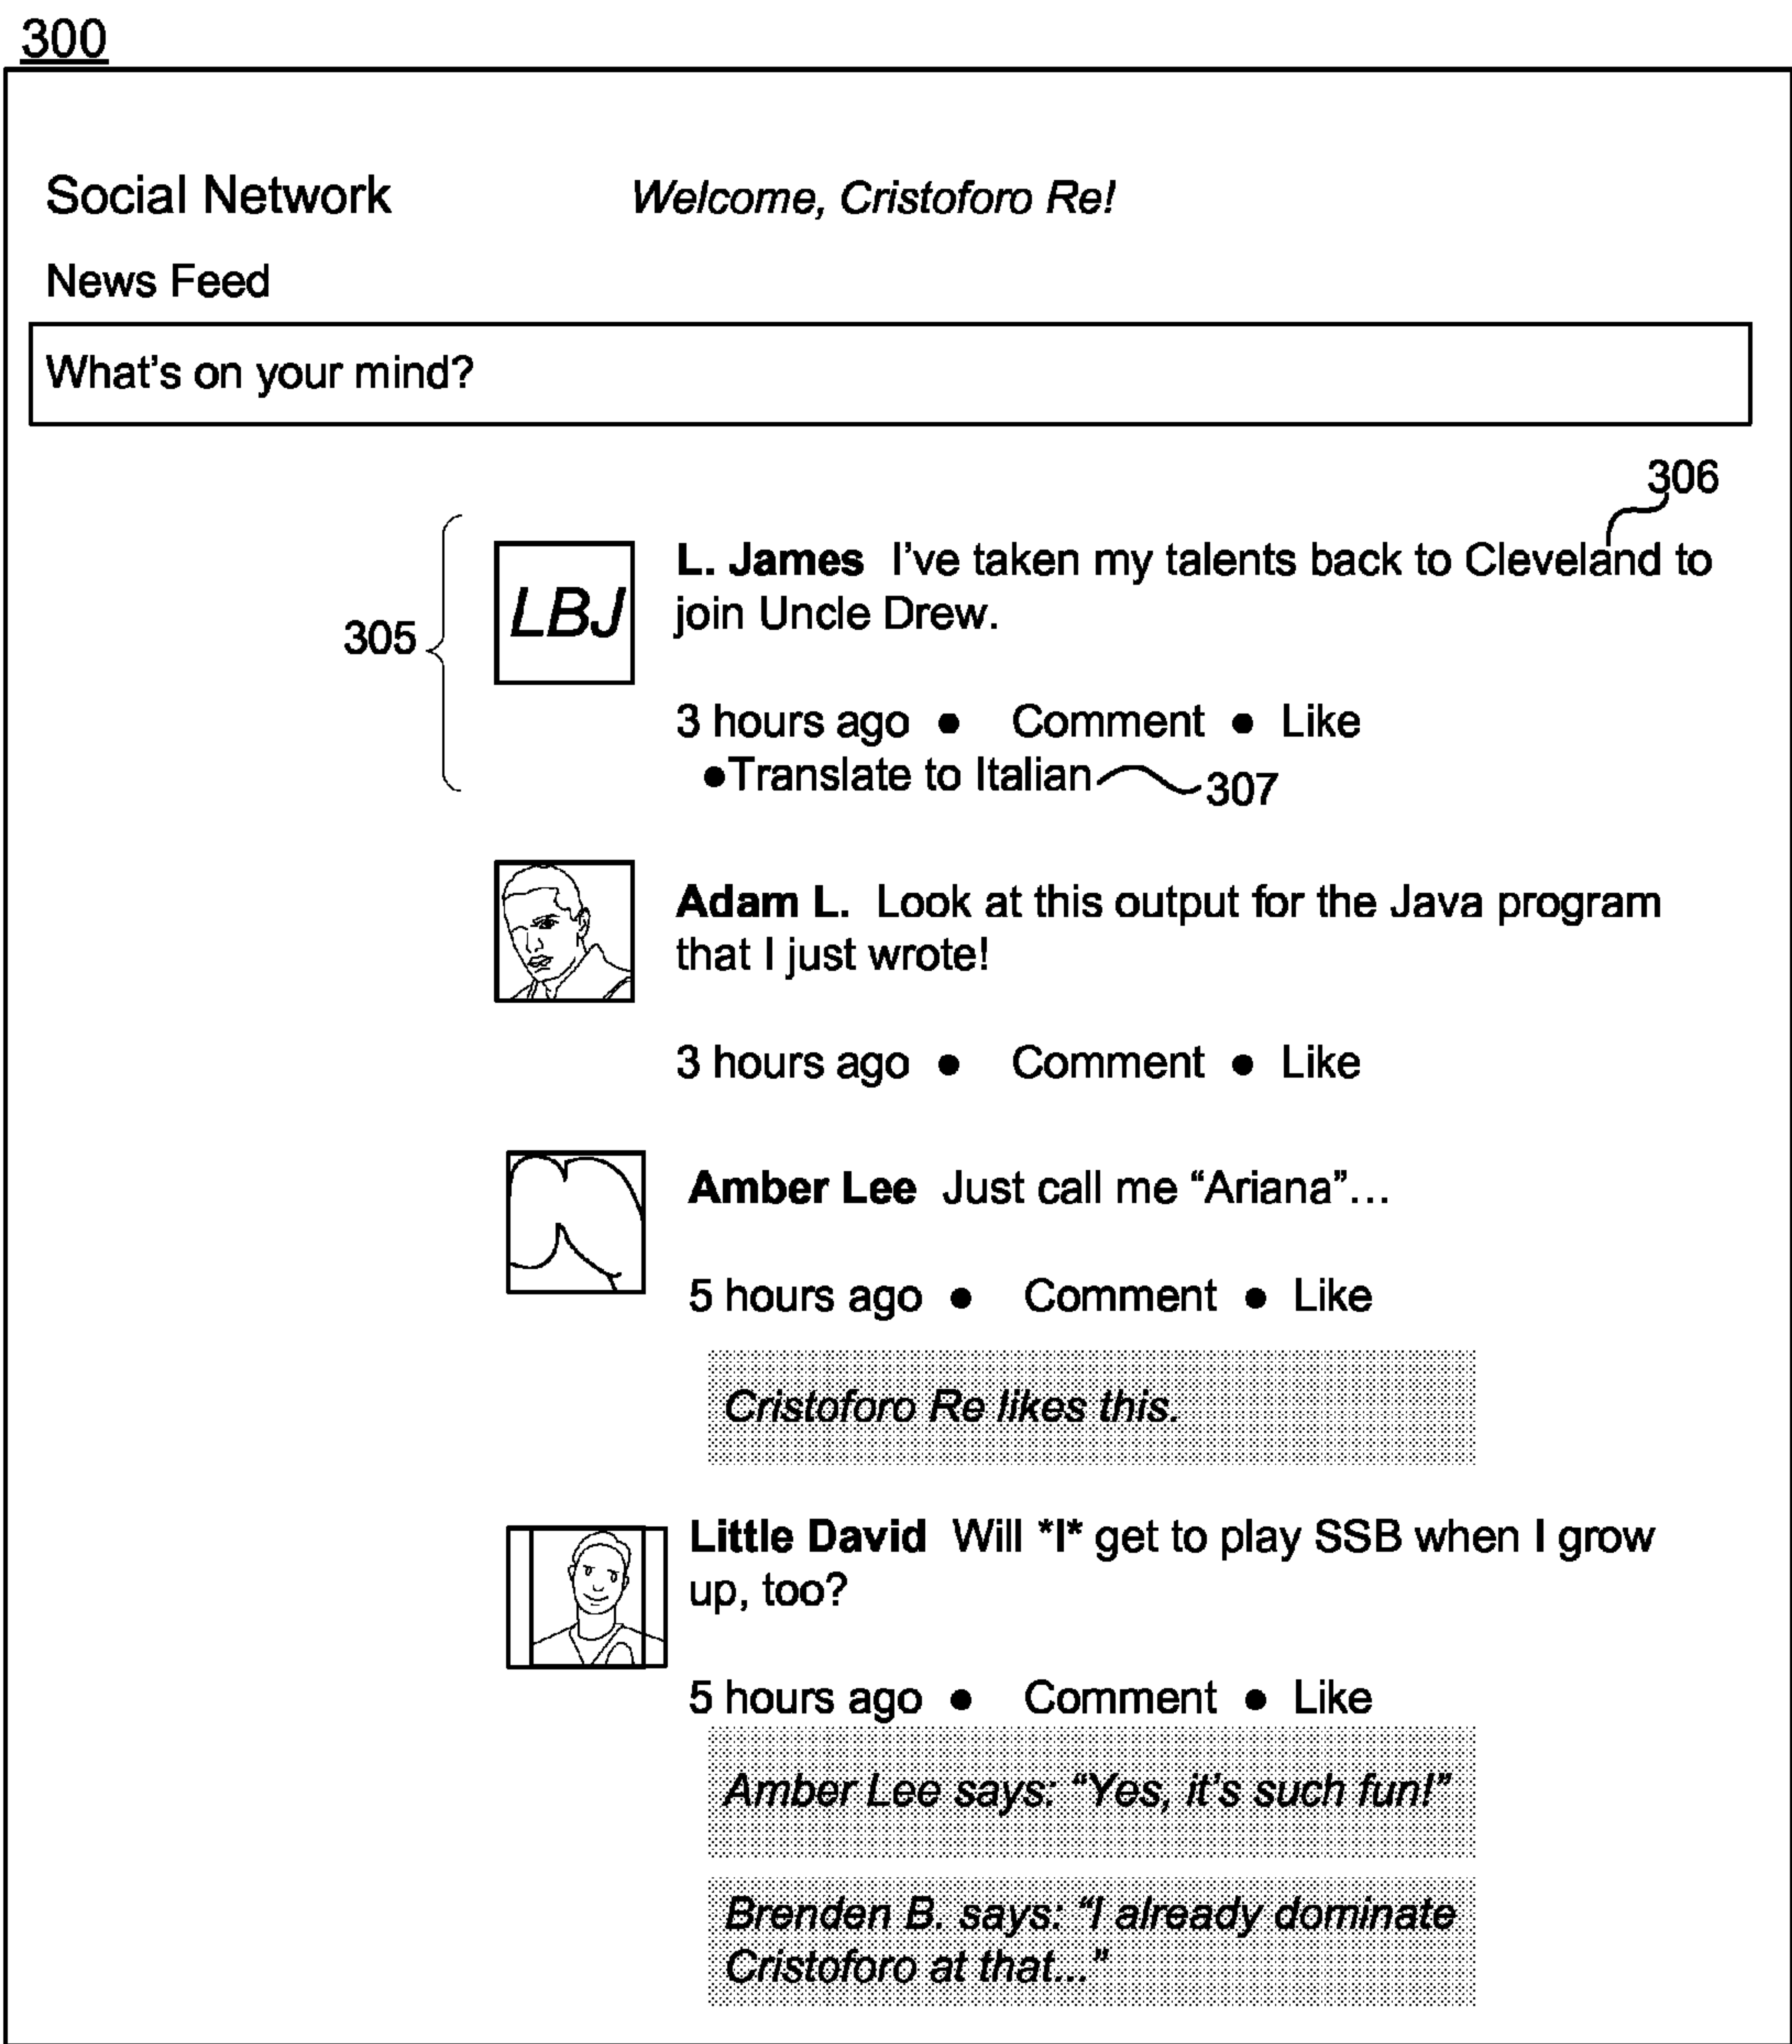 300
Social Network Welcome, Cristoforo Re!
News Feed
What's on your mind?
306
L. James I've taken my talents back to Cleveland to
join Uncle Drew.
LBJ
305
3 hours ago • Comment • Like
•Translate to Italian 307
Adam L. Look at this output for the Java program
that I just wrote!
3 hours ago • Comment • Like
Amber Lee Just call me “Ariana”...
5 hours ago • Comment • Like
Cristoforo Re likes this.
Little David Will *I* get to play SSB when I grow
up, too?
5 hours ago • Comment • Like
Amber Lee says: “Yes, it's such fun!”
Brenden B. says: “I already dominate
Cristoforo at that...”